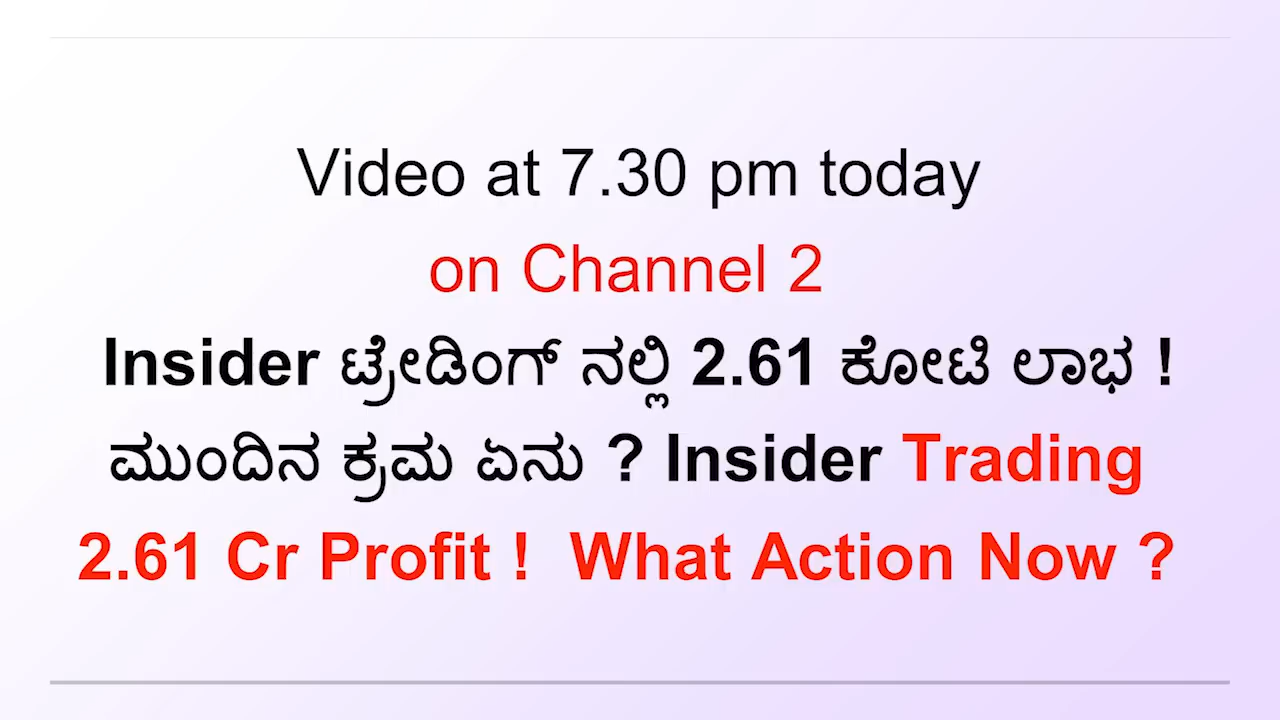 Video at 7.30 pm today
on Channel 2
Insider ಟ್ರೇಡಿಂಗ್ ನಲ್ಲಿ 2.61 ಕೋಟಿ ಲಾಭ !
ಮುಂದಿನ ಕ್ರಮ ಏನು ? Insider Trading
2.61 Cr Profit ! What Action Now ?